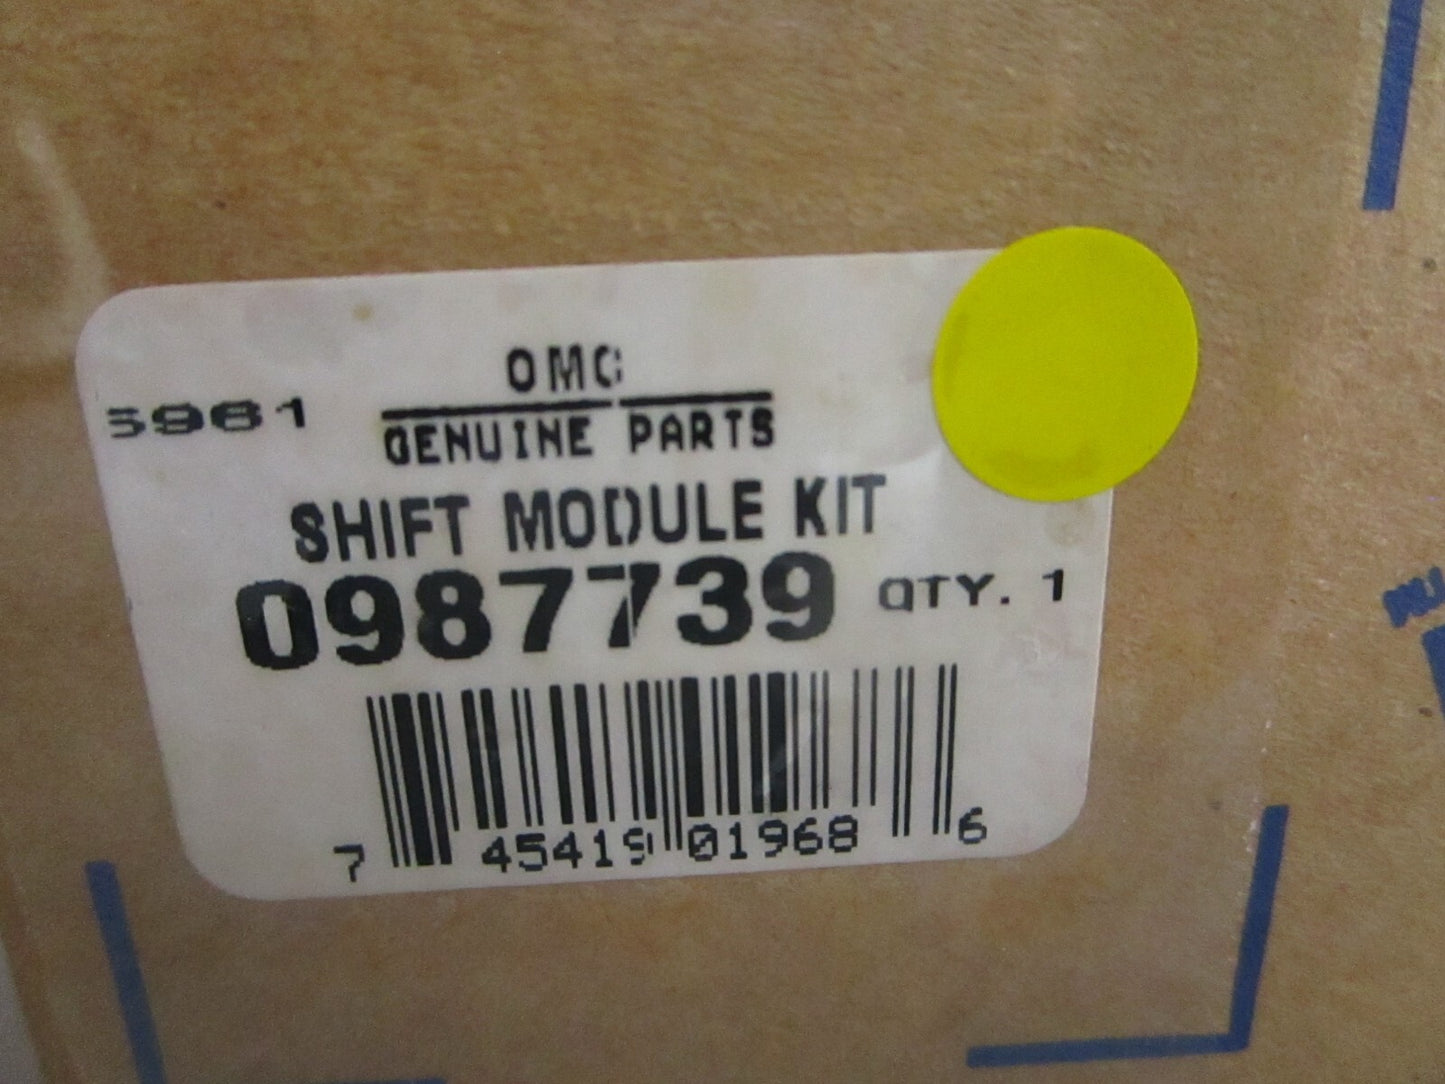 OMC
5961
GENUINE PARTS
SHIFT MODULE KIT
0987739 QTY. 1
7 45419 01968 6